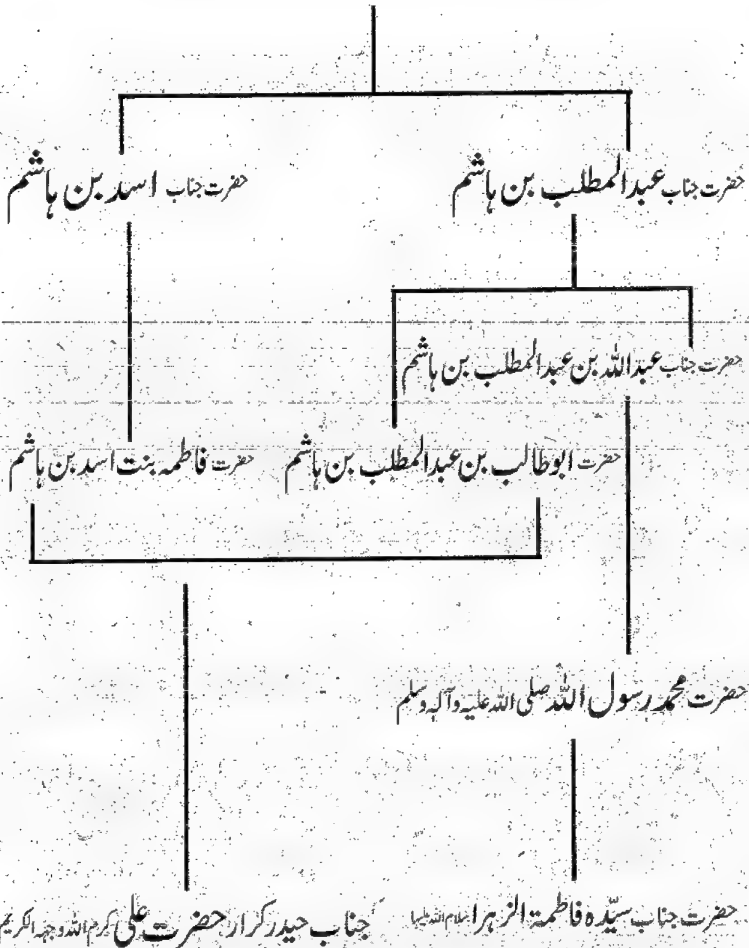 حضرت جناب عبدالمطلب بن ہاشم
حضرت جناب اسد بن ہاشم
حضرت جناب عبداللہ بن عبدالمطلب بن ہاشم
حضرت ابوطالب بن عبدالمطلب بن ہاشم
حضرت فاطمہ بنت اسد بن ہاشم
حضرت محمد رسول اللہ صلی اللہ علیہ وآلہ وسلم
حضرت جناب سیّدہ فاطمۃ الزہرا سلام اللہ علیہا
جناب حیدر کرار حضرت علی کرم اللہ وجہہ الکریم